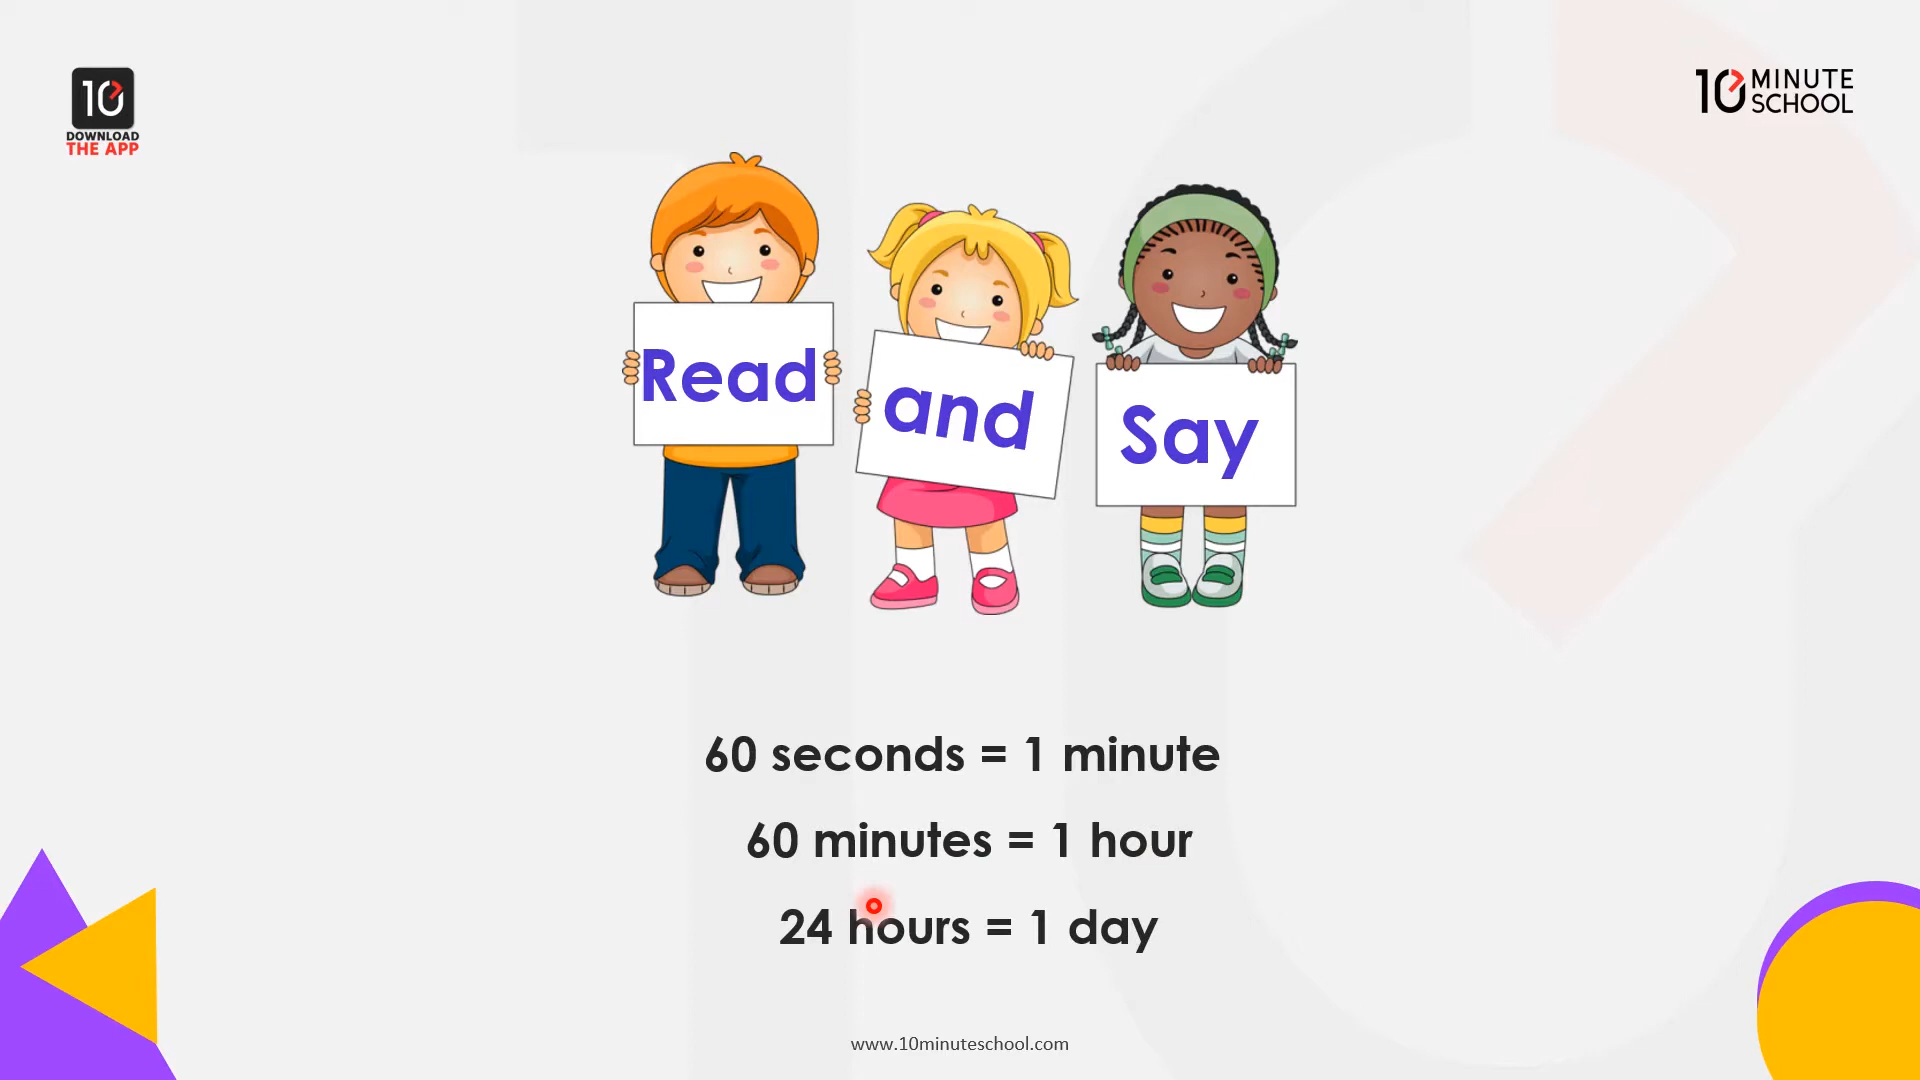 10
DOWNLOAD
THE APP
10 MINUTE
SCHOOL
Read and Say
60 seconds = 1 minute
60 minutes = 1 hour
24 hours = 1 day
www.10minuteschool.com